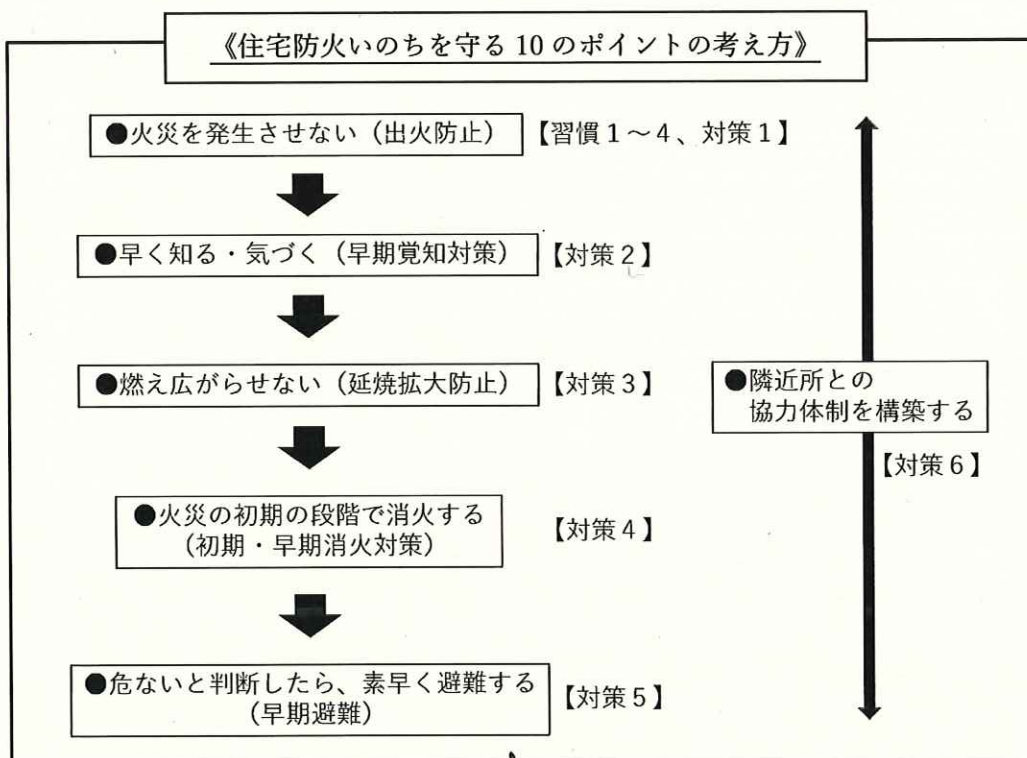 《住宅防火いのちを守る 10 のポイントの考え方》
●火災を発生させない（出火防止）
【習慣１～４、対策１】
●早く知る・気づく（早期覚知対策）
【対策２】
●燃え広がらせない（延焼拡大防止）
【対策３】
●隣近所との
協力体制を構築する
【対策６】
●火災の初期の段階で消火する
（初期・早期消火対策）
【対策４】
●危ないと判断したら、素早く避難する
（早期避難）
【対策５】